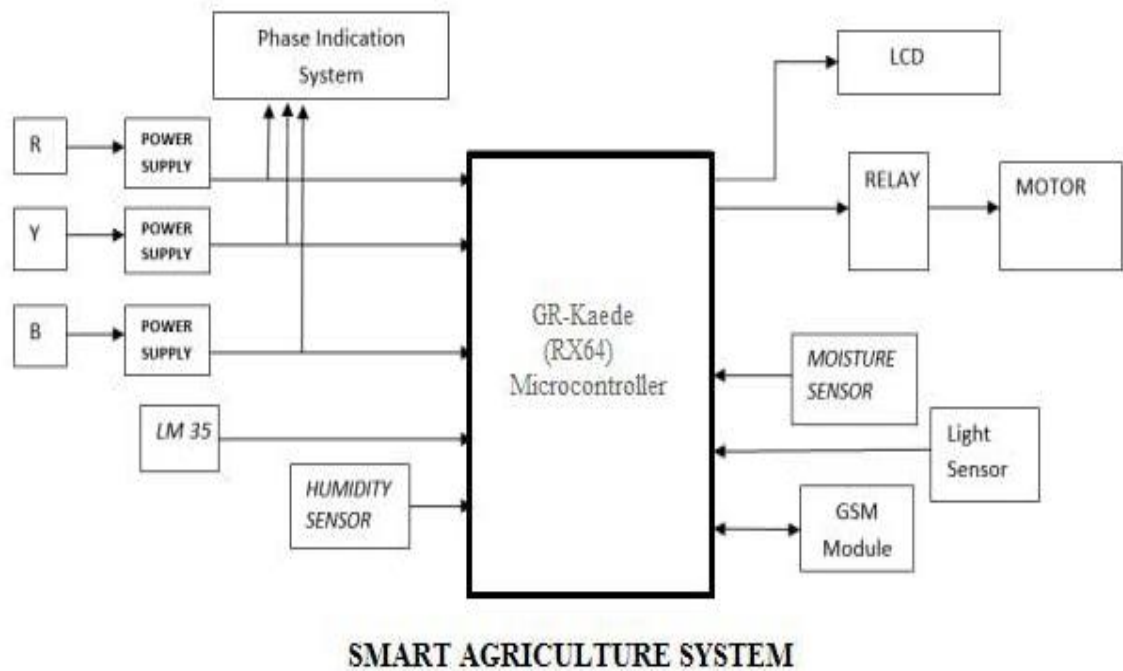 Phase Indication
System
LCD
R
POWER
SUPPLY
RELAY
MOTOR
Y
POWER
SUPPLY
B
POWER
SUPPLY
GR-Kaede
(RX64)
Microcontroller
MOISTURE
SENSOR
LM 35
Light
Sensor
HUMIDITY
SENSOR
GSM
Module
SMART AGRICULTURE SYSTEM